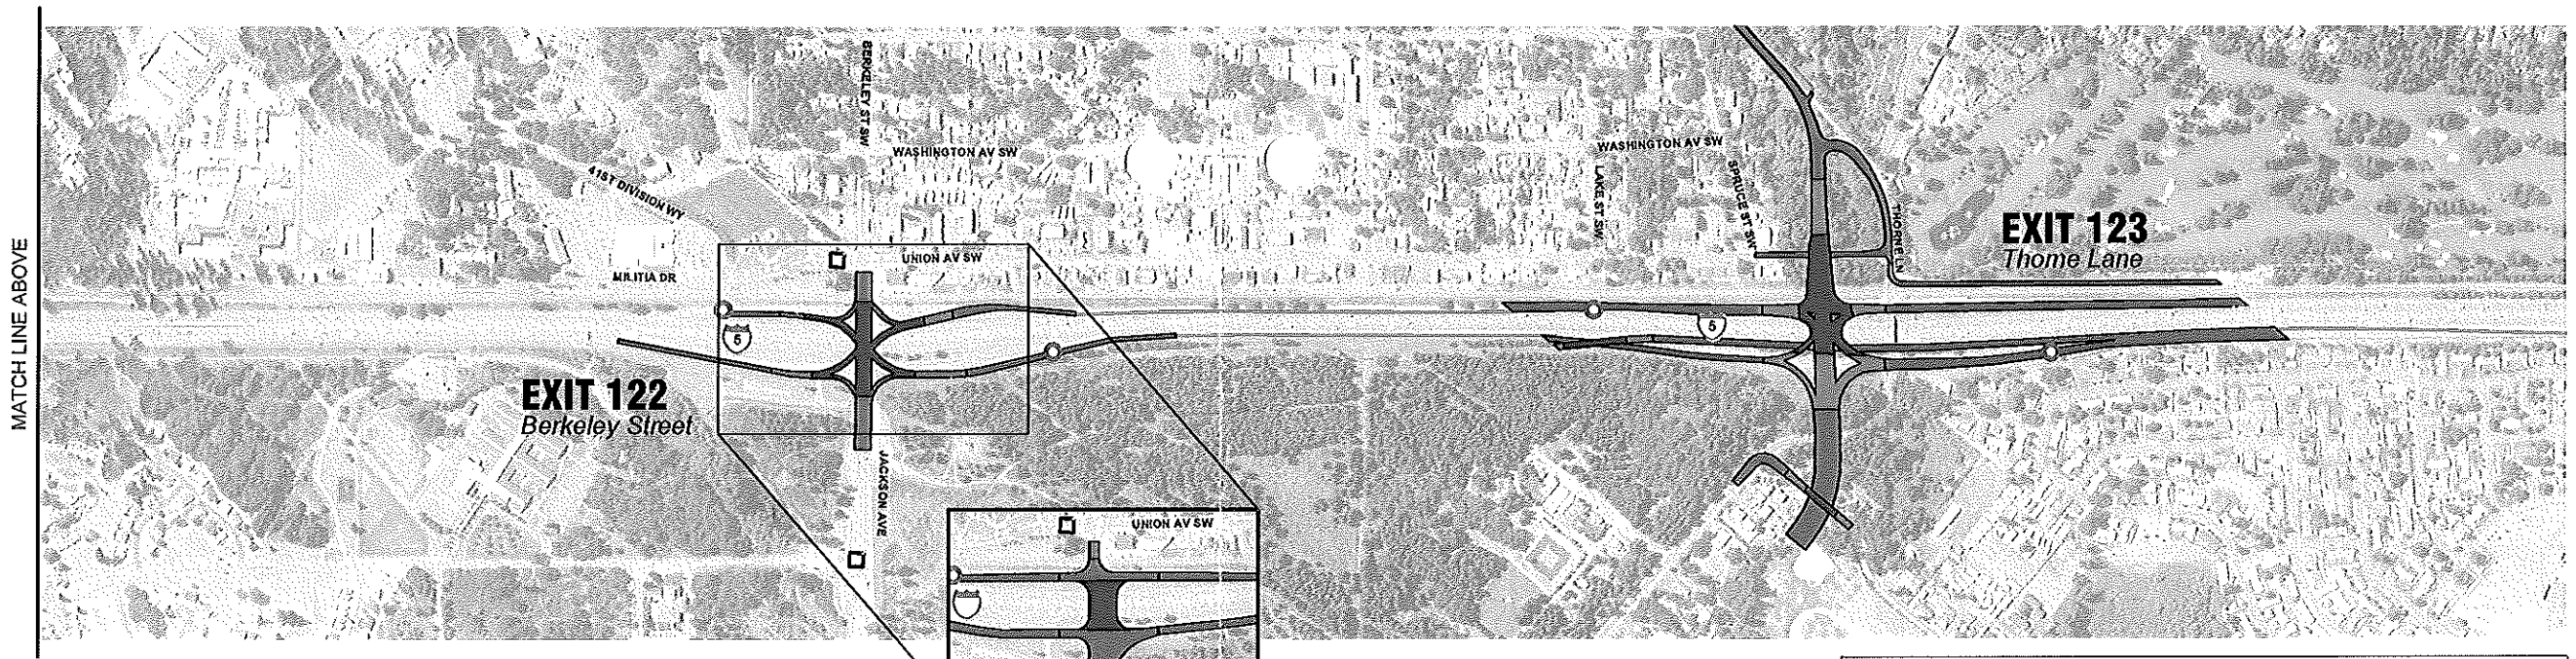 MATCH LINE ABOVE
BERKELEY ST SW
WASHINGTON AV SW
41ST DIVISION WY
MILITIA DR
UNION AV SW
5
EXIT 122
Berkeley Street
JACKSON AVE
UNION AV SW
WASHINGTON AV SW
LAKE ST SW
SPRUCE ST SW
THORNE LN
5
EXIT 123
Thorne Lane